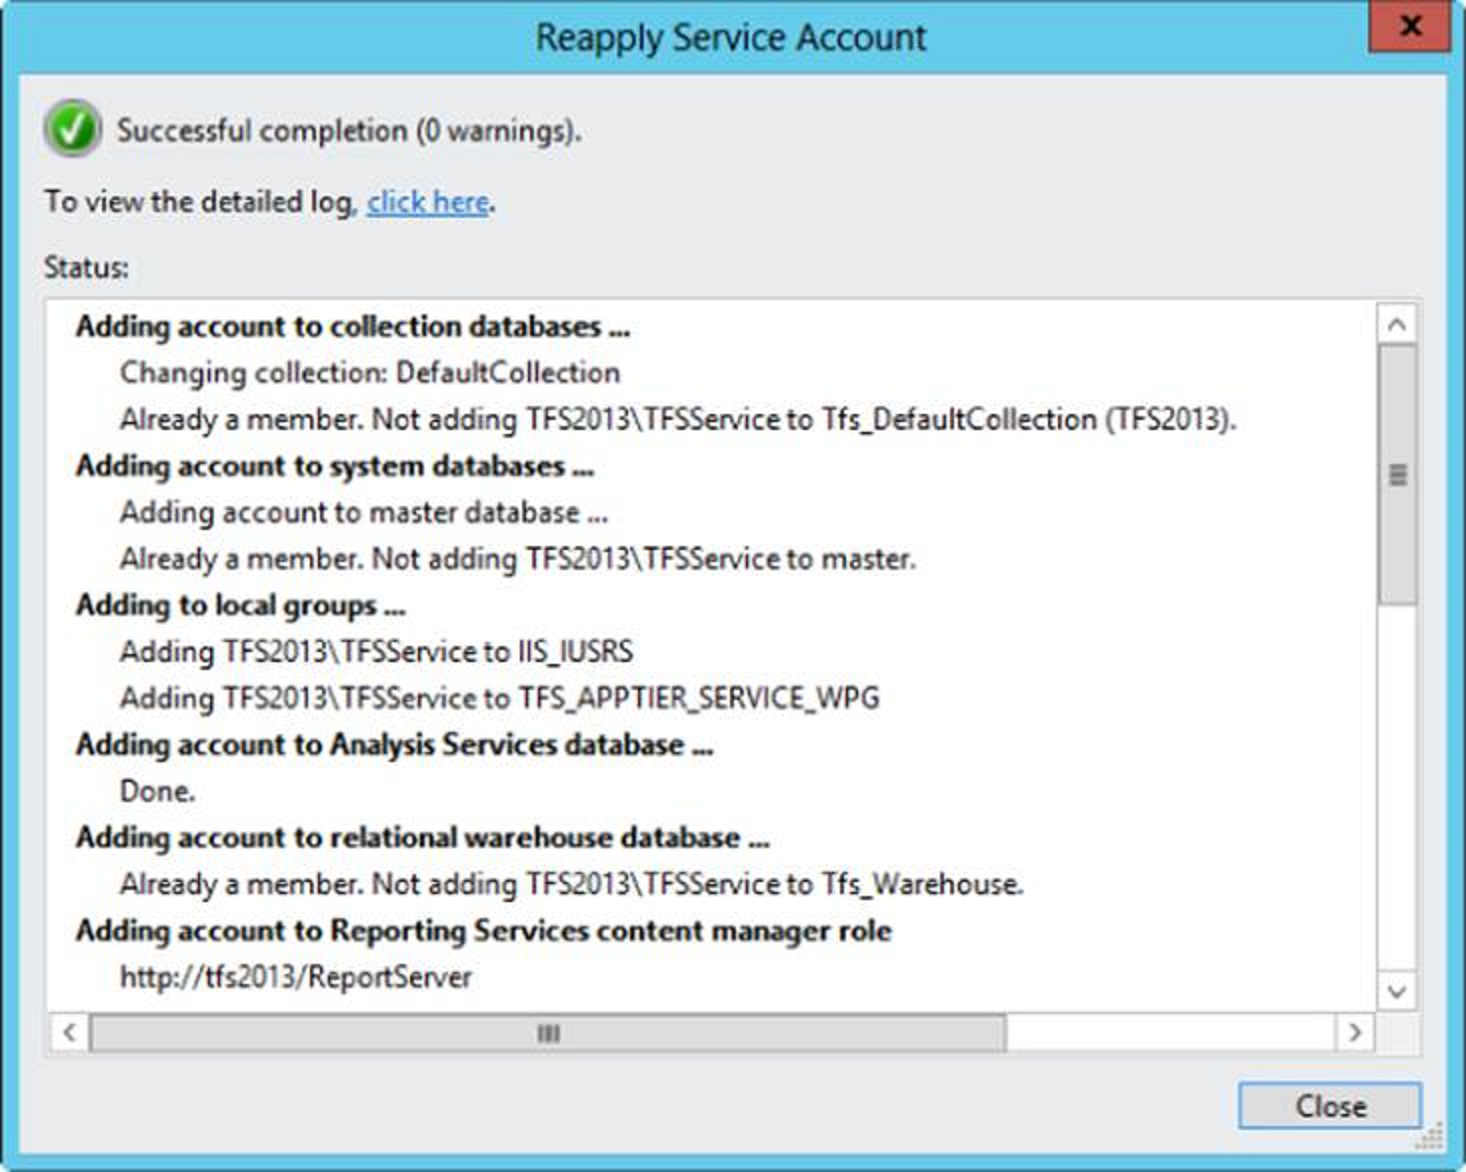 Reapply Service Account
x
Successful completion (0 warnings).
To view the detailed log, click here.
Status:
Adding account to collection databases ...
Changing collection: DefaultCollection
Already a member. Not adding TFS2013\TFSService to Tfs_DefaultCollection (TFS2013).
Adding account to system databases ...
Adding account to master database ...
Already a member. Not adding TFS2013\TFSService to master.
Adding to local groups ...
Adding TFS2013\TFSService to IIS_IUSRS
Adding TFS2013\TFSService to TFS_APPTIER_SERVICE_WPG
Adding account to Analysis Services database ...
Done.
Adding account to relational warehouse database ...
Already a member. Not adding TFS2013\TFSService to Tfs_Warehouse.
Adding account to Reporting Services content manager role
http://tfs2013/ReportServer
Close